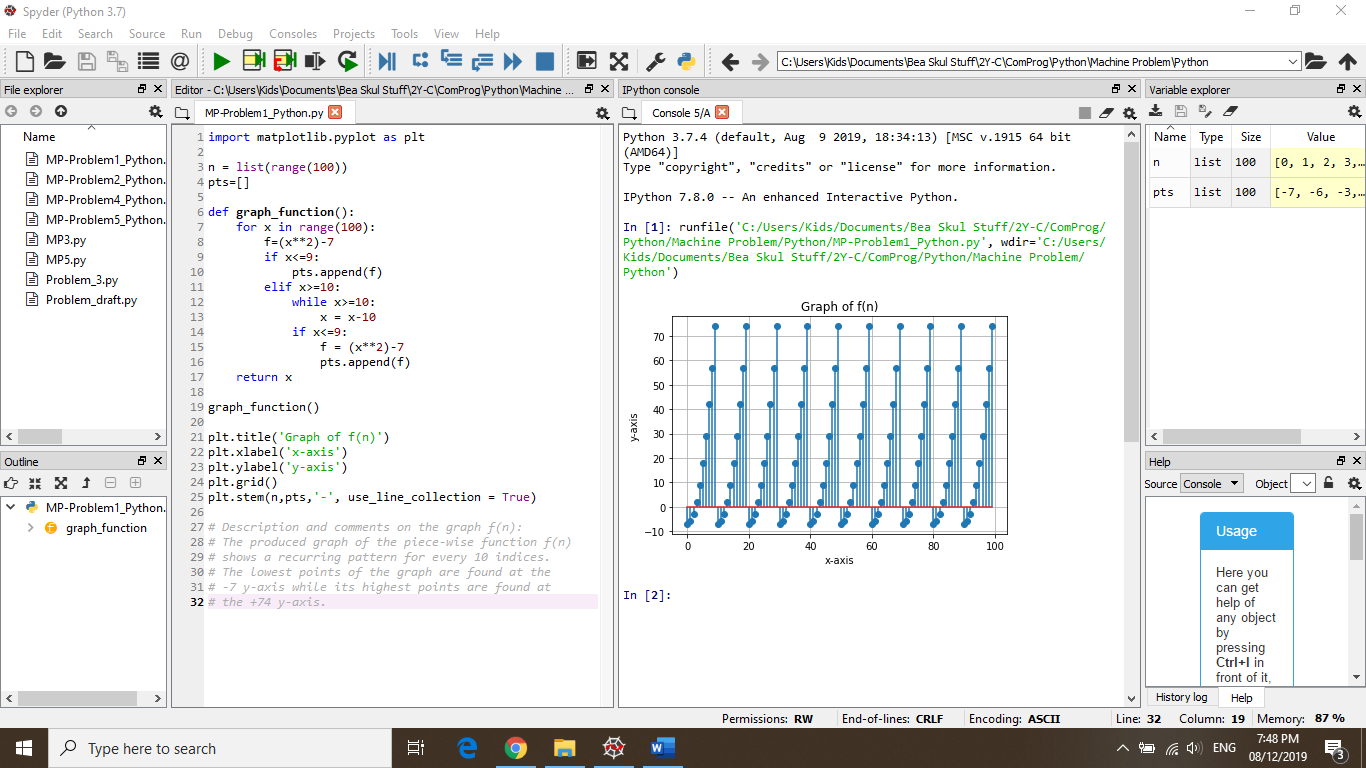 Spyder (Python 3.7)
File Edit Search Source Run Debug Consoles Projects Tools View Help
C:\Users\Kids\Documents\Bea Skul Stuff\2Y-C\ComProg\Python\Machine Problem\Python
File explorer
Name
MP-Problem1_Python.
MP-Problem2_Python.
MP-Problem4_Python.
MP-Problem5_Python.
MP3.py
MP5.py
Problem_3.py
Problem_draft.py
Outline
MP-Problem1_Python.
graph_function
Editor - C:\Users\Kids\Documents\Bea Skul Stuff\2Y-C\ComProg\Python\Machine ...
MP-Problem1_Python.py
1 import matplotlib.pyplot as plt
2
3 n = list(range(100))
4 pts=[]
5
6 def graph_function():
7 for x in range(100):
8 f=(x**2)-7
9 if x<=9:
10 pts.append(f)
11 elif x>=10:
12 while x>=10:
13 x = x-10
14 if x<=9:
15 f = (x**2)-7
16 pts.append(f)
17 return x
18
19 graph_function()
20
21 plt.title('Graph of f(n)')
22 plt.xlabel('x-axis')
23 plt.ylabel('y-axis')
24 plt.grid()
25 plt.stem(n,pts,'-', use_line_collection = True)
26
27 # Description and comments on the graph f(n):
28 # The produced graph of the piece-wise function f(n)
29 # shows a recurring pattern for every 10 indices.
30 # The lowest points of the graph are found at the
31 # -7 y-axis while its highest points are found at
32 # the +74 y-axis.
IPython console
Console 5/A
Python 3.7.4 (default, Aug 9 2019, 18:34:13) [MSC v.1915 64 bit
(AMD64)]
Type "copyright", "credits" or "license" for more information.
IPython 7.8.0 -- An enhanced Interactive Python.
In [1]: runfile('C:/Users/Kids/Documents/Bea Skul Stuff/2Y-C/ComProg/
Python/Machine Problem/Python/MP-Problem1_Python.py', wdir='C:/Users/
Kids/Documents/Bea Skul Stuff/2Y-C/ComProg/Python/Machine Problem/
Python')
Graph of f(n)
70
60
50
40
30
20
10
0
−10
y-axis
0 20 40 60 80 100
x-axis
In [2]:
Variable explorer
Name Type Size Value
n list 100 [0, 1, 2, 3,…
pts list 100 [-7, -6, -3,…
Help
Source Console Object
Usage
Here you
can get
help of
any object
by
pressing
Ctrl+I in
front of it,
History log Help
Permissions: RW End-of-lines: CRLF Encoding: ASCII Line: 32 Column: 19 Memory: 87 %
Type here to search
ENG
7:48 PM
08/12/2019
3